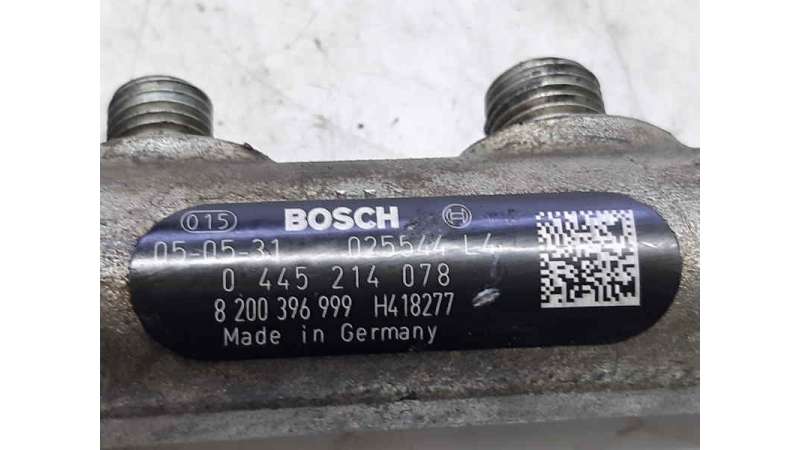 015 BOSCH
05-05-31 025544 L4
0 445 214 078
8 200 396 999 H418277
Made in Germany